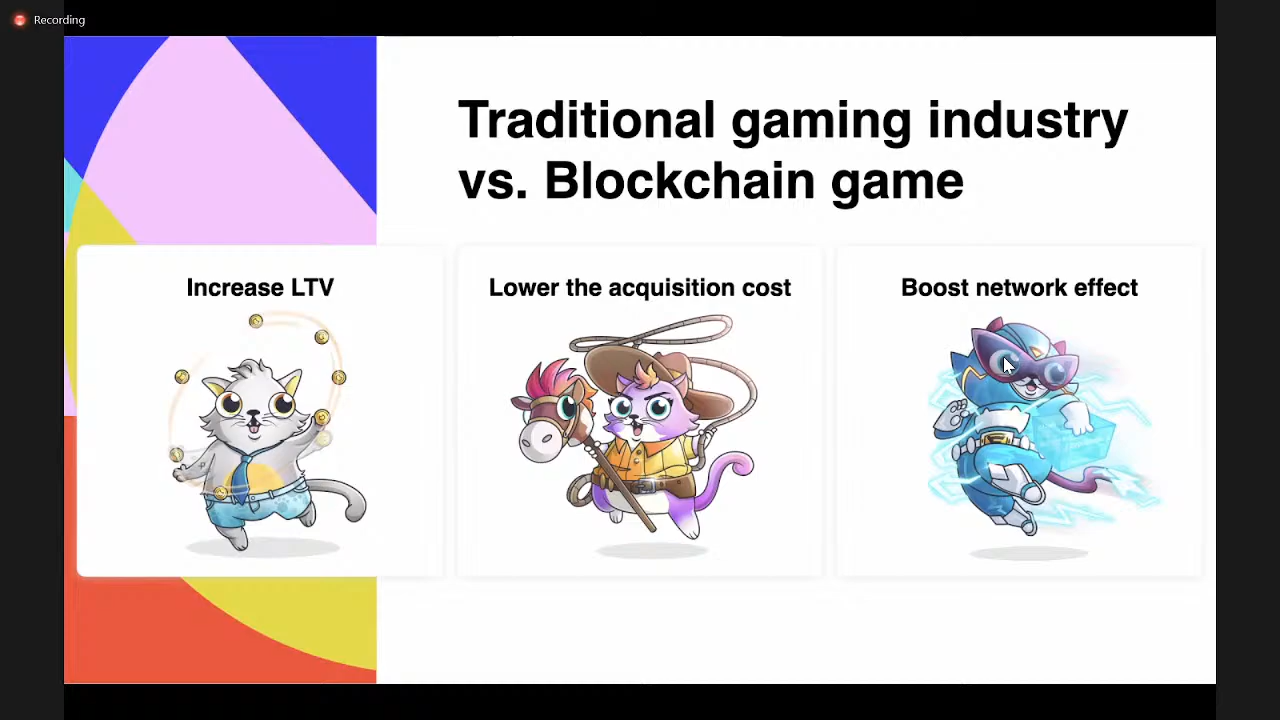 Recording
Traditional gaming industry
vs. Blockchain game
Increase LTV
Lower the acquisition cost
Boost network effect